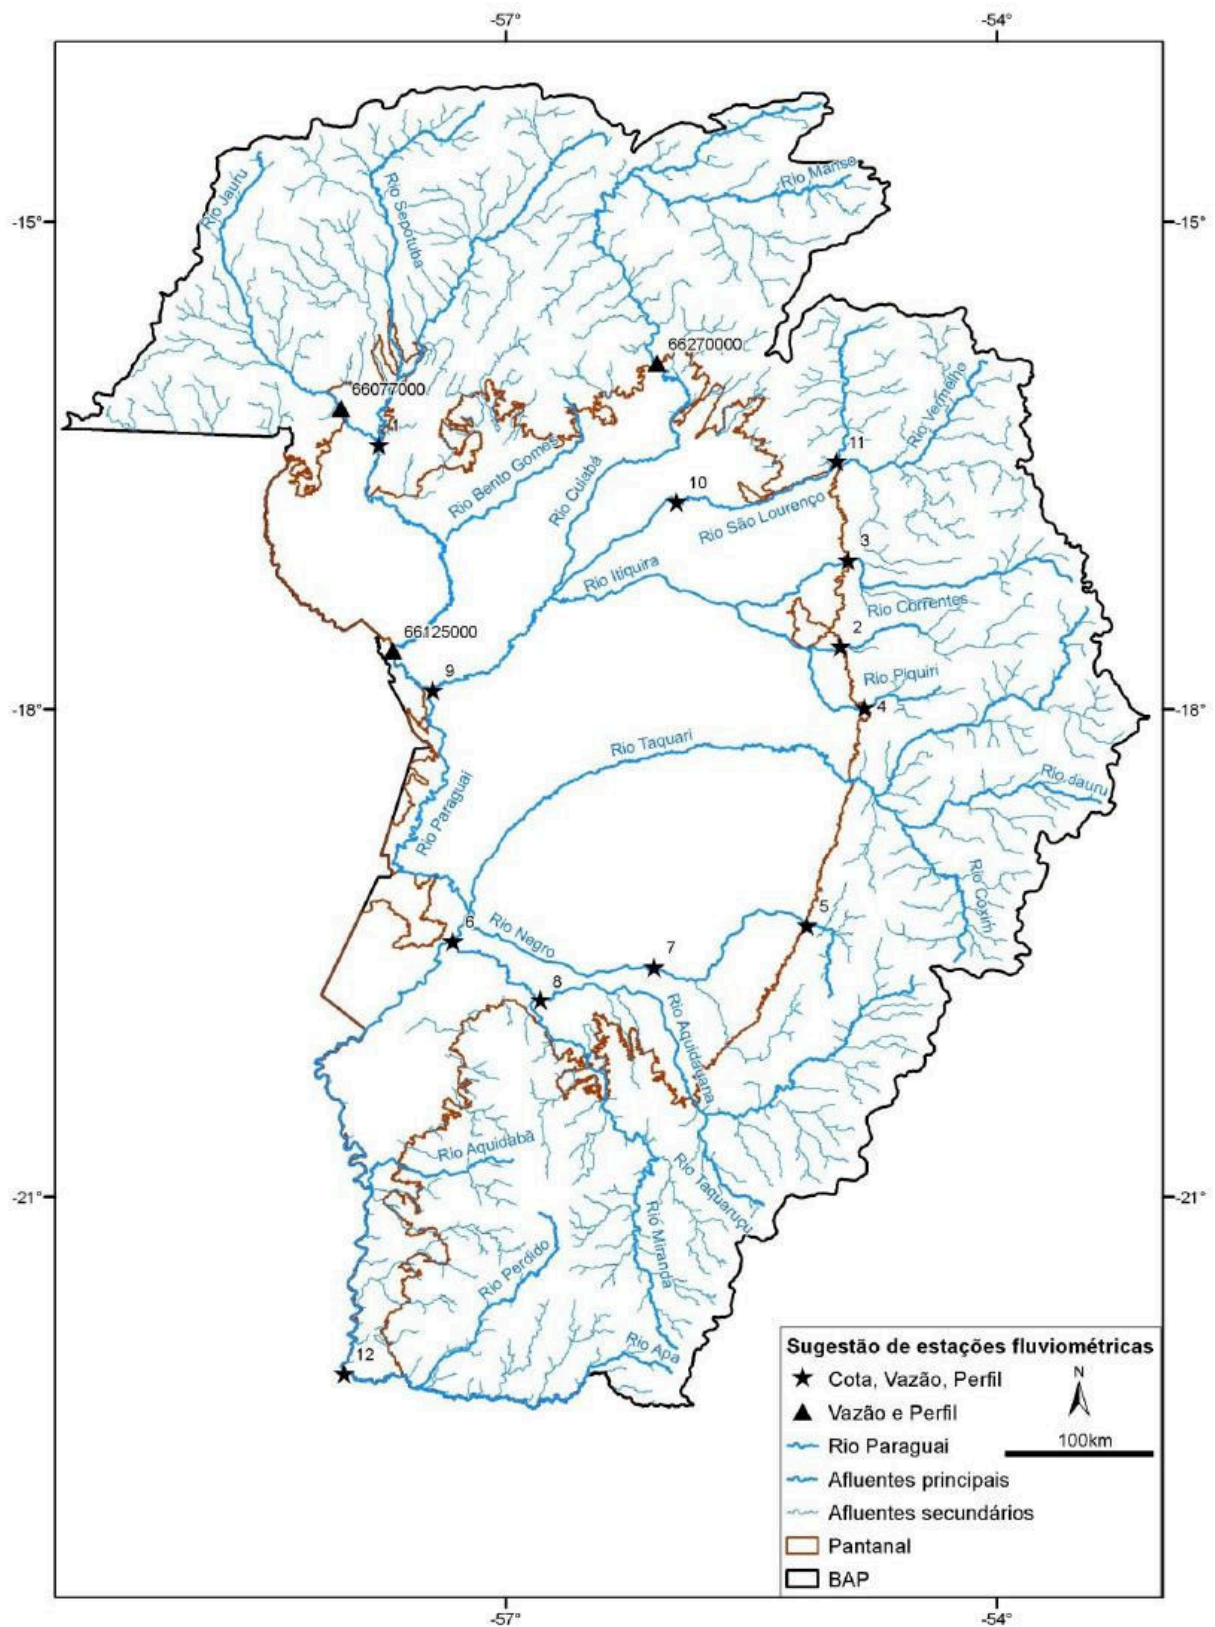 -57°
-54°
Rio Manso
Rio Jauru
Rio Sepotuba
-15°
-15°
66270000
66077000
1
Rio Vermelho
11
Rio Bento Gomes
Rio Cuiabá
10
Rio São Lourenço
3
Rio Itiquira
Rio Correntes
66125000
2
9
Rio Piquiri
-18°
4
-18°
Rio Taquari
Rio Jauru
Rio Paraguai
Rio Coxim
5
6
Rio Negro
7
8
Rio Aquidauana
Rio Aquidabã
Rio Taquaruçu
-21°
-21°
Rio Miranda
Rio Perdido
Rio Apa
12
Sugestão de estações fluviométricas
Cota, Vazão, Perfil
N
Vazão e Perfil
Rio Paraguai
100km
Afluentes principais
Afluentes secundários
Pantanal
BAP
-57°
-54°